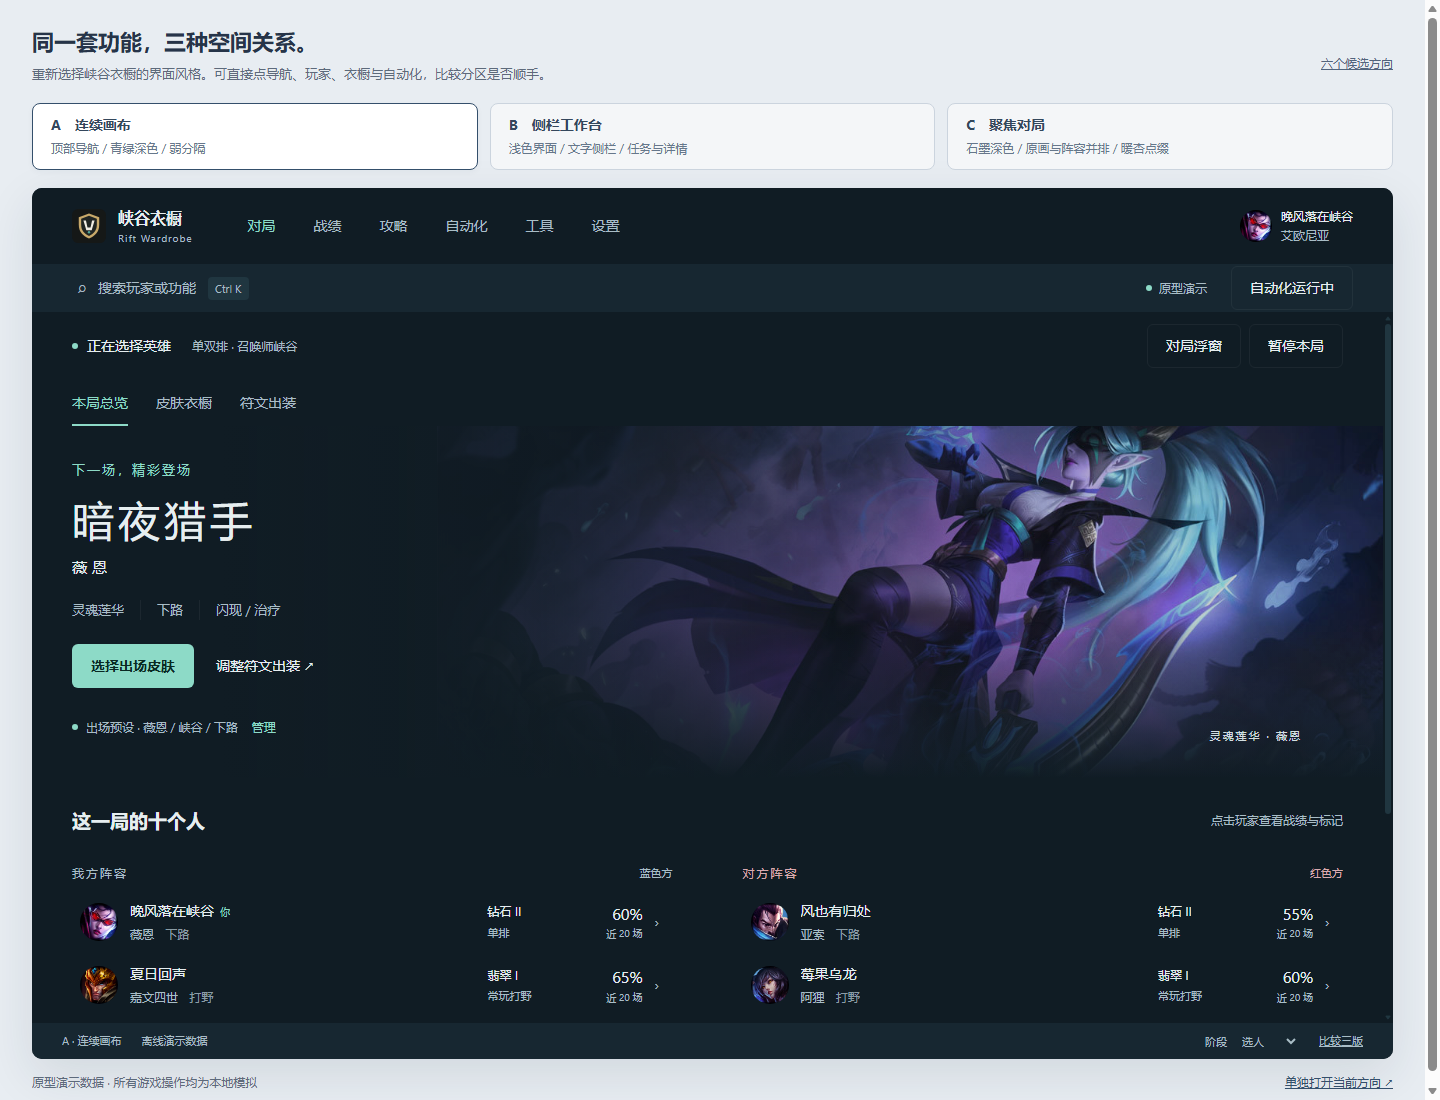 同一套功能，三种空间关系。
重新选择峡谷衣橱的界面风格。可直接点导航、玩家、衣橱与自动化，比较分区是否顺手。
六个候选方向
A 连续画布
顶部导航 / 青绿深色 / 弱分隔
B 侧栏工作台
浅色界面 / 文字侧栏 / 任务与详情
C 聚焦对局
石墨深色 / 原画与阵容并排 / 暖杏点缀
峡谷衣橱
Rift Wardrobe
对局 战绩 攻略 自动化 工具 设置
晚风落在峡谷
艾欧尼亚
搜索玩家或功能 Ctrl K
原型演示
自动化运行中
正在选择英雄 单双排 · 召唤师峡谷
对局浮窗 暂停本局
本局总览 皮肤衣橱 符文出装
下一场，精彩登场
暗夜猎手
薇恩
灵魂莲华 下路 闪现 / 治疗
选择出场皮肤 调整符文出装 ↗
出场预设 · 薇恩 / 峡谷 / 下路 管理
灵魂莲华 · 薇恩
这一局的十个人
点击玩家查看战绩与标记
我方阵容 蓝色方
晚风落在峡谷 你 钻石 II 60%
薇恩 下路 单排 近 20 场
夏日回声 翡翠 I 65%
嘉文四世 打野 常玩打野 近 20 场
对方阵容 红色方
风也有归处 钻石 II 55%
亚索 下路 单排 近 20 场
莓果乌龙 翡翠 I 60%
阿狸 打野 常玩打野 近 20 场
A · 连续画布 离线演示数据
阶段 选人 比较三版
原型演示数据 · 所有游戏操作均为本地模拟
单独打开当前方向 ↗